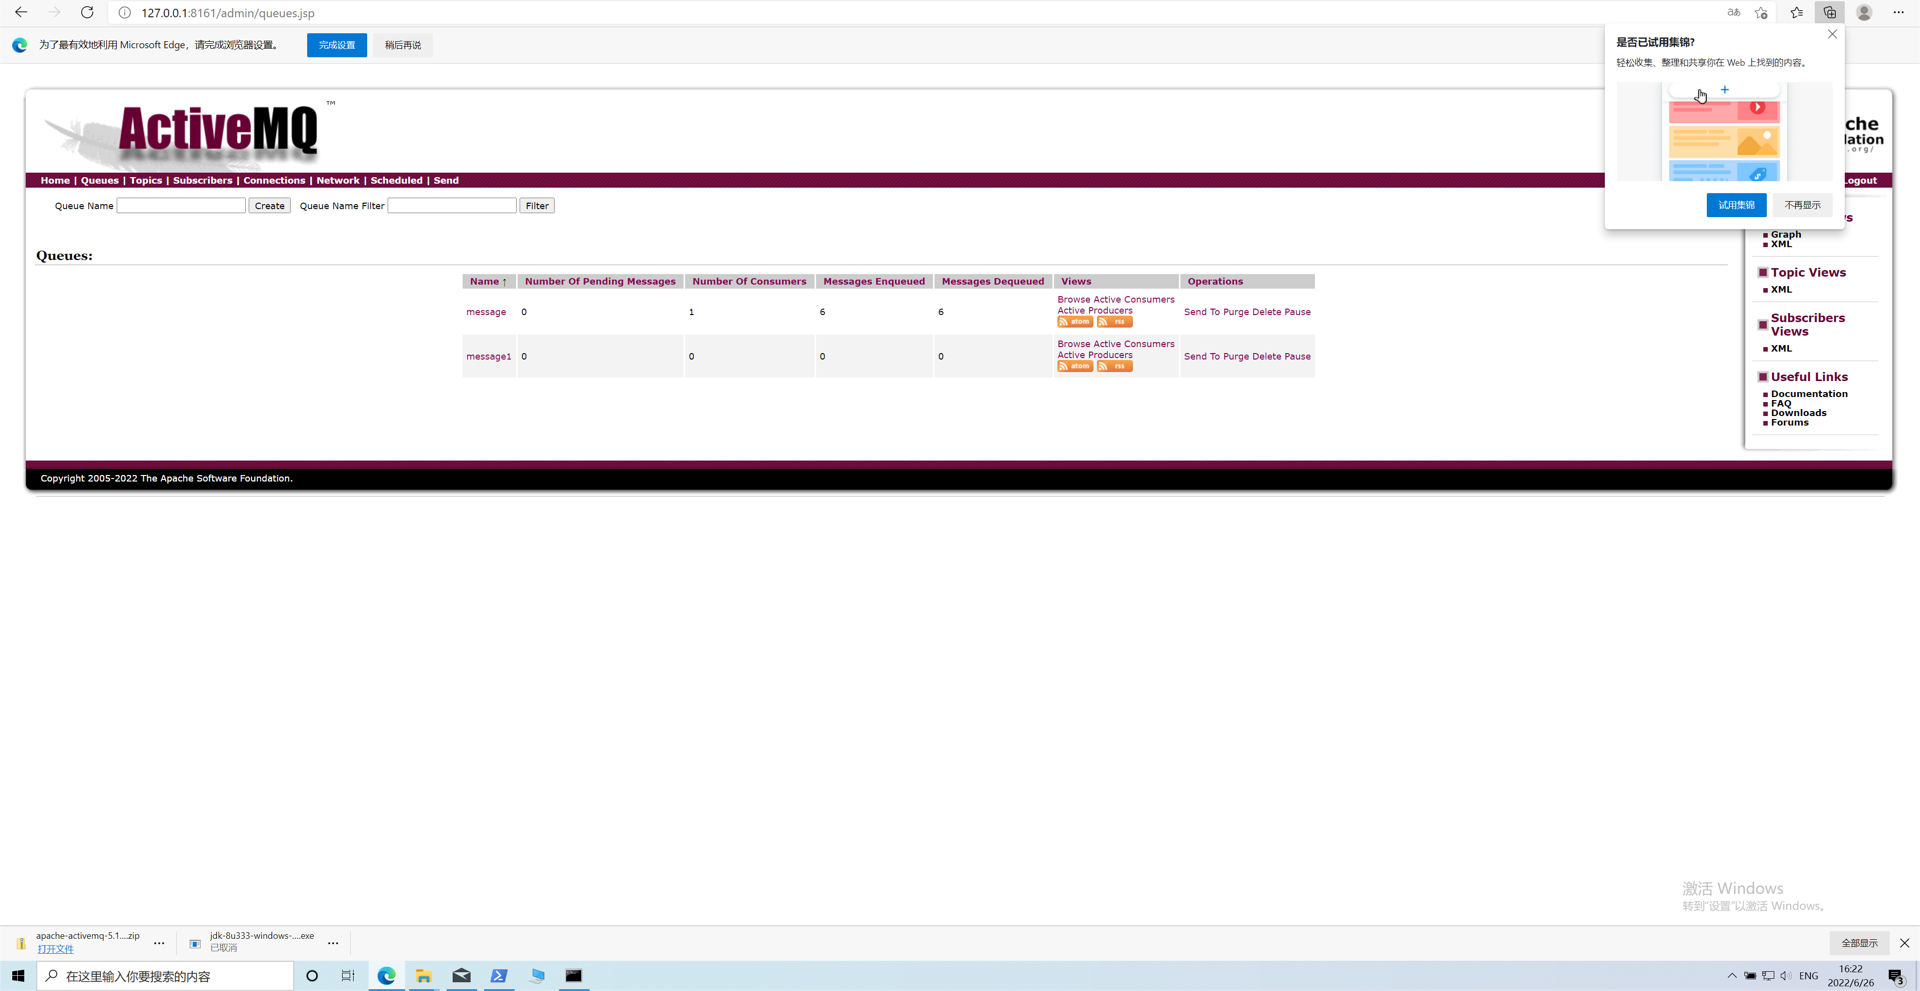 127.0.0.1:8161/admin/queues.jsp
为了最有效地利用 Microsoft Edge，请完成浏览器设置。
完成设置
稍后再说
是否已试用集锦?
轻松收集、整理和共享你在 Web 上找到的内容。
试用集锦
不再显示
ActiveMQ™
che
lation
.org/
Home | Queues | Topics | Subscribers | Connections | Network | Scheduled | Send
Logout
Queue Name
Create
Queue Name Filter
Filter
Queues:
Name ↑ Number Of Pending Messages Number Of Consumers Messages Enqueued Messages Dequeued Views Operations
message 0 1 6 6
Browse Active Consumers
Active Producers
atom rss
Send To Purge Delete Pause
message1 0 0 0 0
Browse Active Consumers
Active Producers
atom rss
Send To Purge Delete Pause
Graph
XML
Topic Views
XML
Subscribers
Views
XML
Useful Links
Documentation
FAQ
Downloads
Forums
Copyright 2005-2022 The Apache Software Foundation.
激活 Windows
转到"设置"以激活 Windows。
apache-activemq-5.1....zip
打开文件
jdk-8u333-windows-....exe
已取消
全部显示
在这里输入你要搜索的内容
ENG
16:22
2022/6/26
3